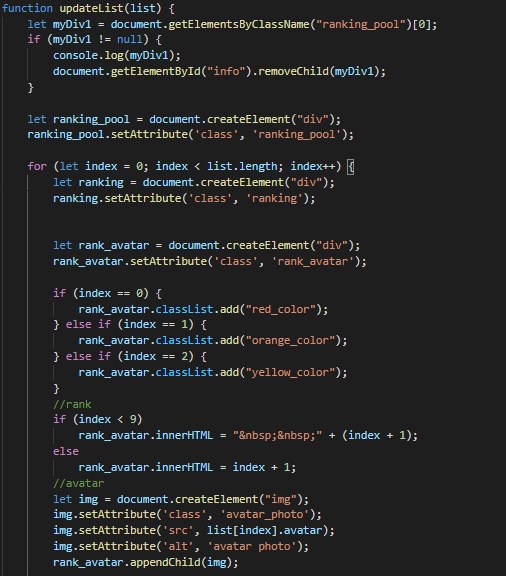 function updateList(list) {
    let myDiv1 = document.getElementsByClassName("ranking_pool")[0];
    if (myDiv1 != null) {
        console.log(myDiv1);
        document.getElementById("info").removeChild(myDiv1);
    }
    let ranking_pool = document.createElement("div");
    ranking_pool.setAttribute('class', 'ranking_pool');
    for (let index = 0; index < list.length; index++) {
        let ranking = document.createElement("div");
        ranking.setAttribute('class', 'ranking');
        let rank_avatar = document.createElement("div");
        rank_avatar.setAttribute('class', 'rank_avatar');
        if (index == 0) {
            rank_avatar.classList.add("red_color");
        } else if (index == 1) {
            rank_avatar.classList.add("orange_color");
        } else if (index == 2) {
            rank_avatar.classList.add("yellow_color");
        }
        //rank
        if (index < 9)
            rank_avatar.innerHTML = "&nbsp;&nbsp;" + (index + 1);
        else
            rank_avatar.innerHTML = index + 1;
        //avatar
        let img = document.createElement("img");
        img.setAttribute('class', 'avatar_photo');
        img.setAttribute('src', list[index].avatar);
        img.setAttribute('alt', 'avatar photo');
        rank_avatar.appendChild(img);